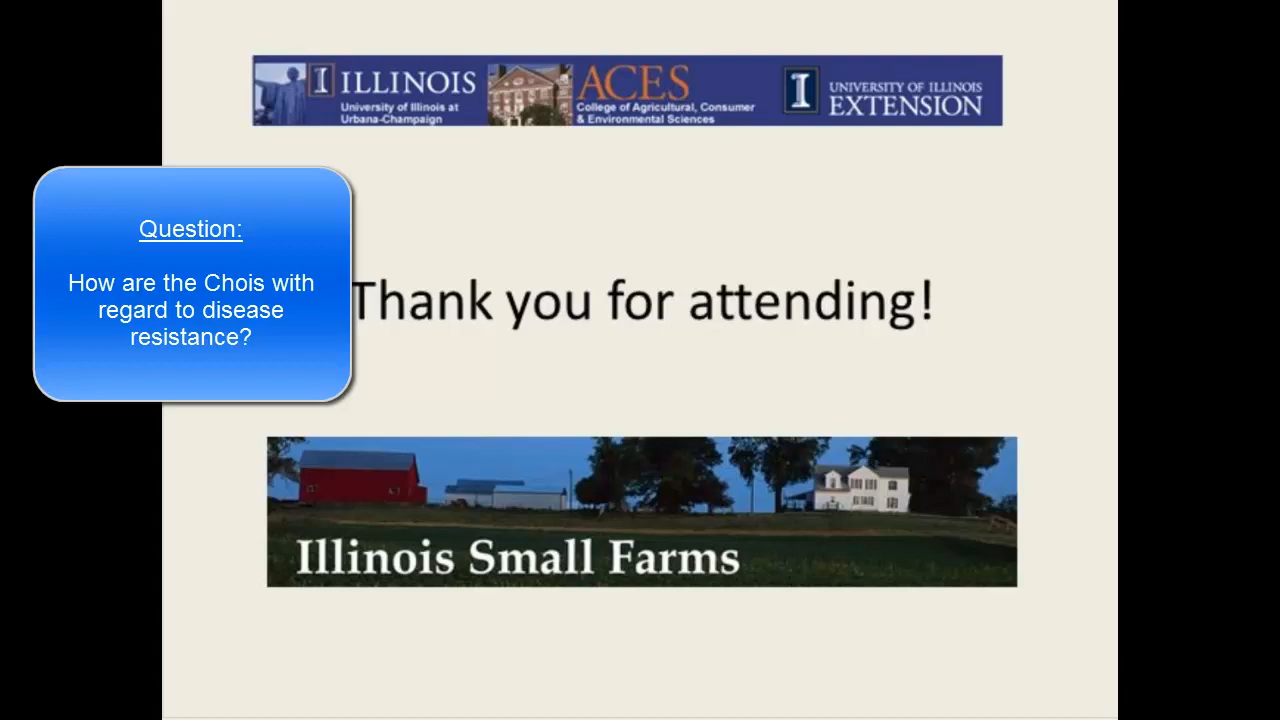 I ILLINOIS
University of Illinois at
Urbana-Champaign
ACES
College of Agricultural, Consumer
& Environmental Sciences
I
UNIVERSITY OF ILLINOIS
EXTENSION
Question:
How are the Chois with
regard to disease
resistance?
Thank you for attending!
Illinois Small Farms